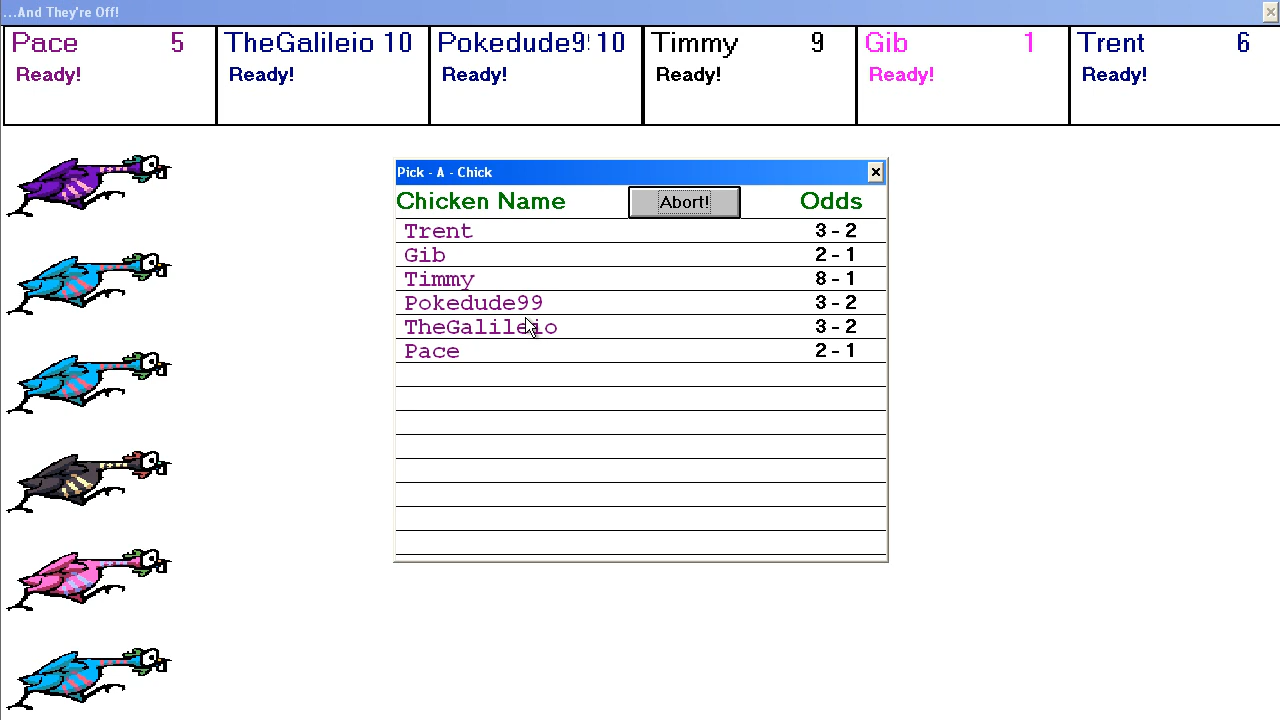 ...And They're Off!
Pace 5 TheGalileio 10 Pokedude9 10 Timmy 9 Gib 1 Trent 6
Ready! Ready! Ready! Ready! Ready! Ready!
Pick - A - Chick
Chicken Name Abort! Odds
Trent 3 - 2
Gib 2 - 1
Timmy 8 - 1
Pokedude99 3 - 2
TheGalileio 3 - 2
Pace 2 - 1